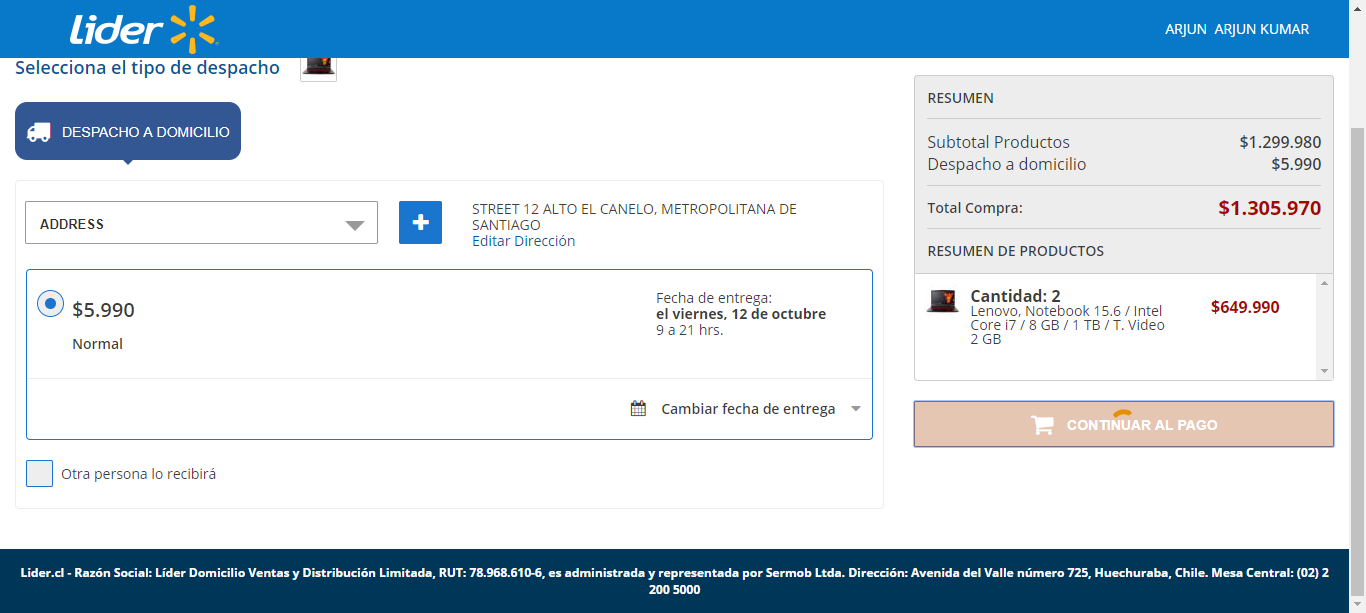 Lider
ARJUN ARJUN KUMAR
Selecciona el tipo de despacho
DESPACHO A DOMICILIO
ADDRESS
STREET 12 ALTO EL CANELO, METROPOLITANA DE
SANTIAGO
Editar Dirección
$5.990
Normal
Fecha de entrega:
el viernes, 12 de octubre
9 a 21 hrs.
Cambiar fecha de entrega
Otra persona lo recibirá
RESUMEN
Subtotal Productos $1.299.980
Despacho a domicilio $5.990
Total Compra: $1.305.970
RESUMEN DE PRODUCTOS
Cantidad: 2
Lenovo, Notebook 15.6 / Intel
Core i7 / 8 GB / 1 TB / T. Video
2 GB
$649.990
CONTINUAR AL PAGO
Lider.cl - Razón Social: Líder Domicilio Ventas y Distribución Limitada, RUT: 78.968.610-6, es administrada y representada por Sermob Ltda. Dirección: Avenida del Valle número 725, Huechuraba, Chile. Mesa Central: (02) 2
200 5000